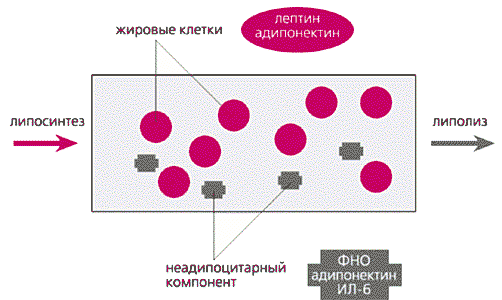 жировые клетки
лептин
адипонектин
липосинтез
липолиз
неадипоцитарный
компонент
ФНО
адипонектин
ИЛ-6